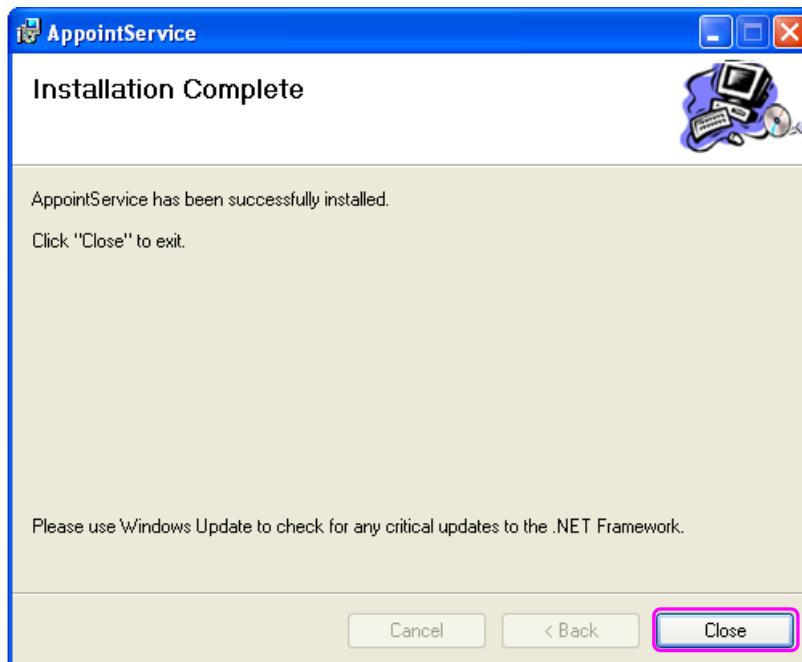 AppointService
Installation Complete
AppointService has been successfully installed.
Click "Close" to exit.
Please use Windows Update to check for any critical updates to the .NET Framework.
Cancel
< Back
Close